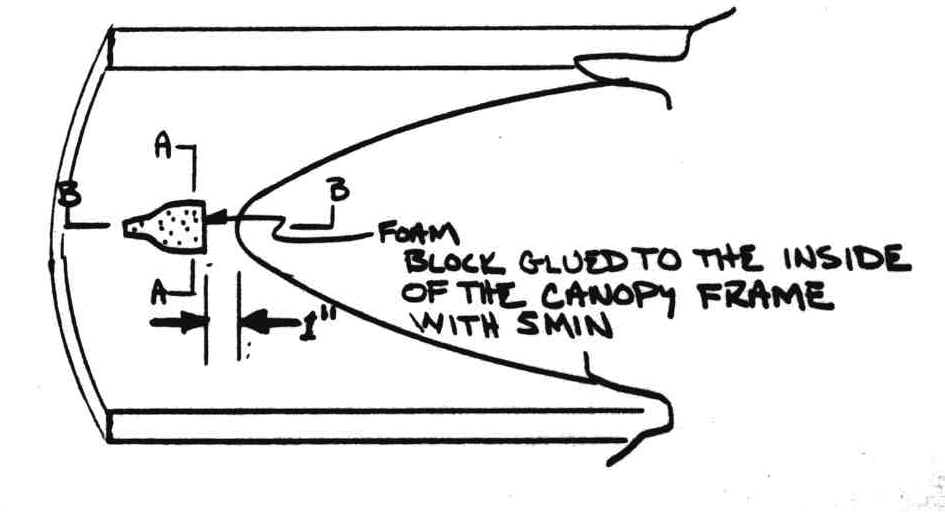 A
B
B
FOAM
BLOCK GLUED TO THE INSIDE
OF THE CANOPY FRAME
WITH 5MIN
A
1"